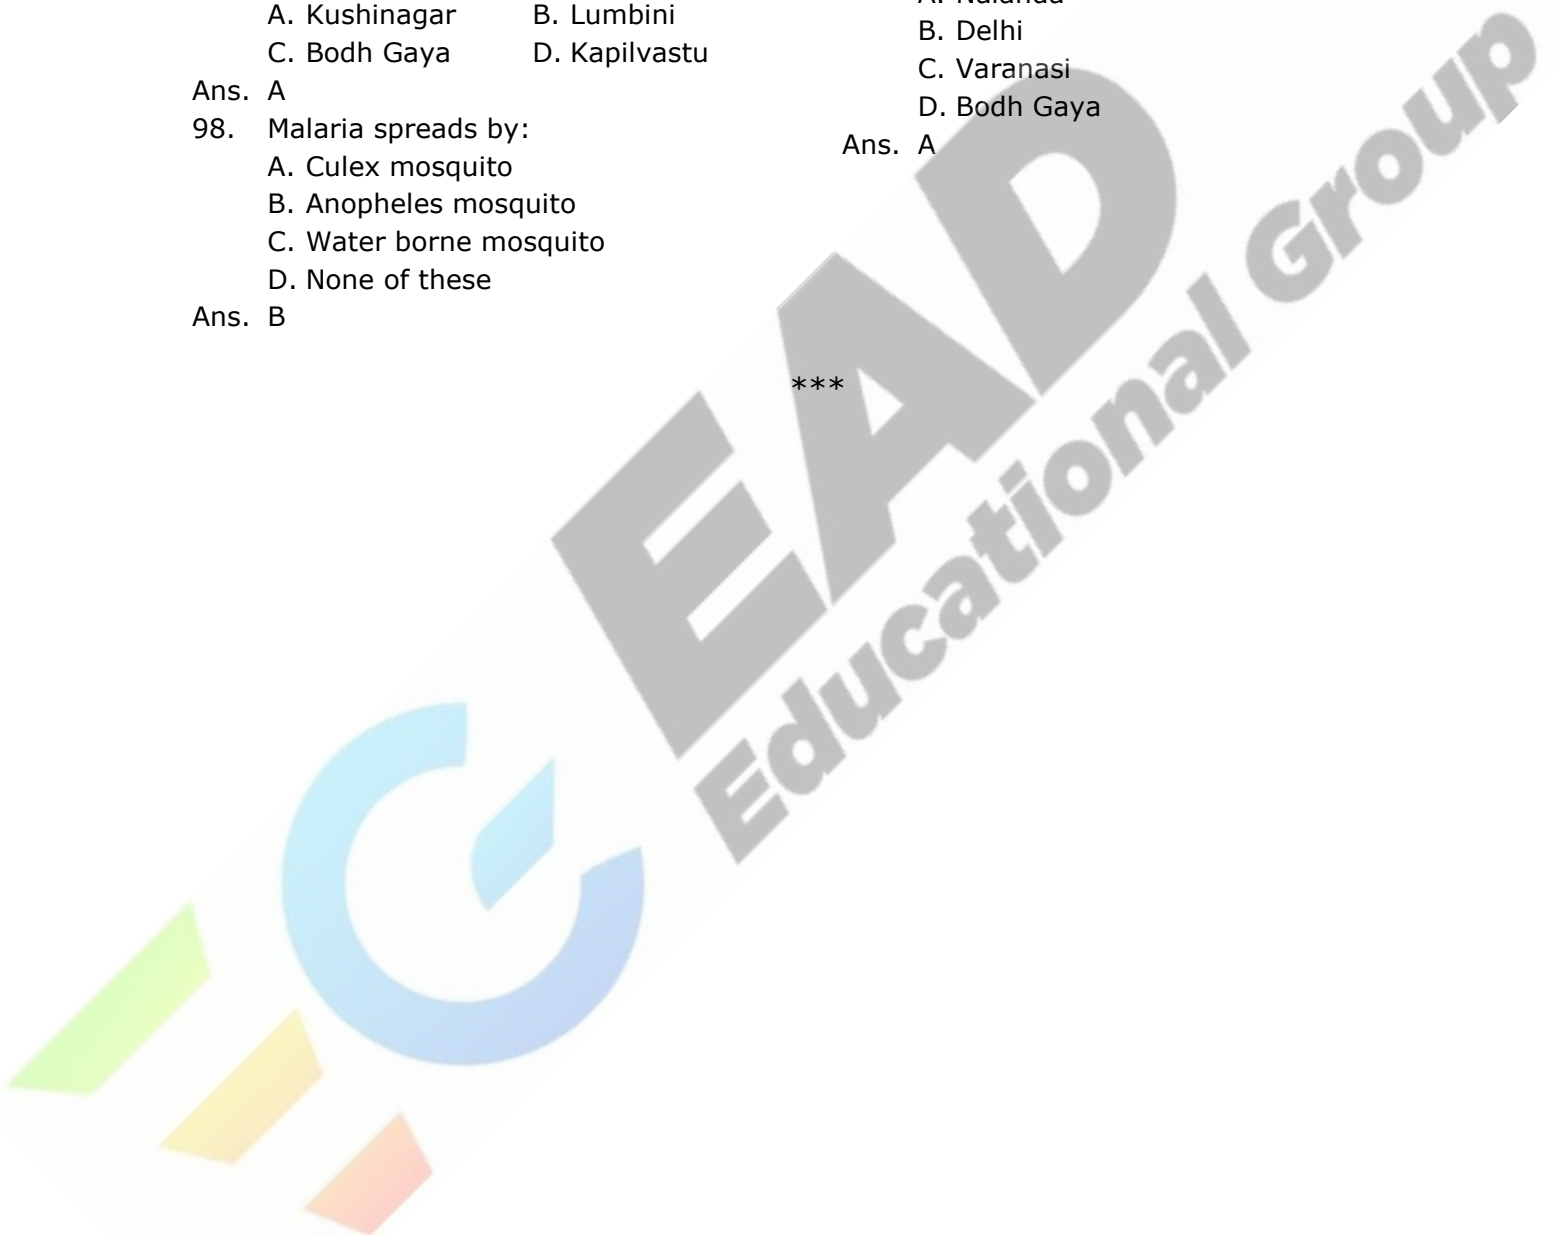 A. Kushinagar B. Lumbini
C. Bodh Gaya D. Kapilvastu
Ans. A
98. Malaria spreads by:
A. Culex mosquito
B. Anopheles mosquito
C. Water borne mosquito
D. None of these
Ans. B
A. Nalanda
B. Delhi
C. Varanasi
D. Bodh Gaya
Ans. A
***
EAD
Educational Group